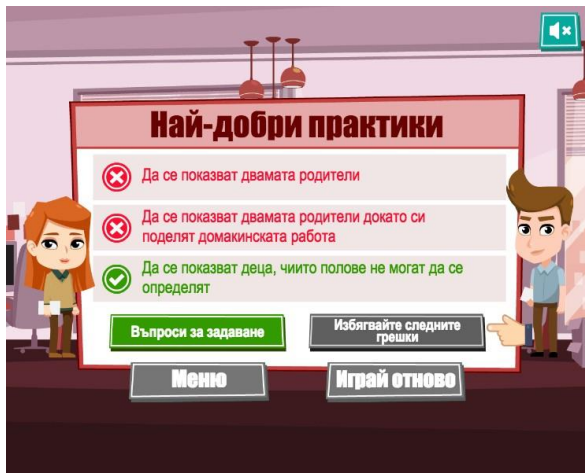 Най-добри практики
Да се показват двамата родители
Да се показват двамата родители докато си
поделят домакинската работа
Да се показват деца, чиито полове не могат да се
определят
Въпроси за задаване
Избягвайте следните
грешки
Меню
Играй отново